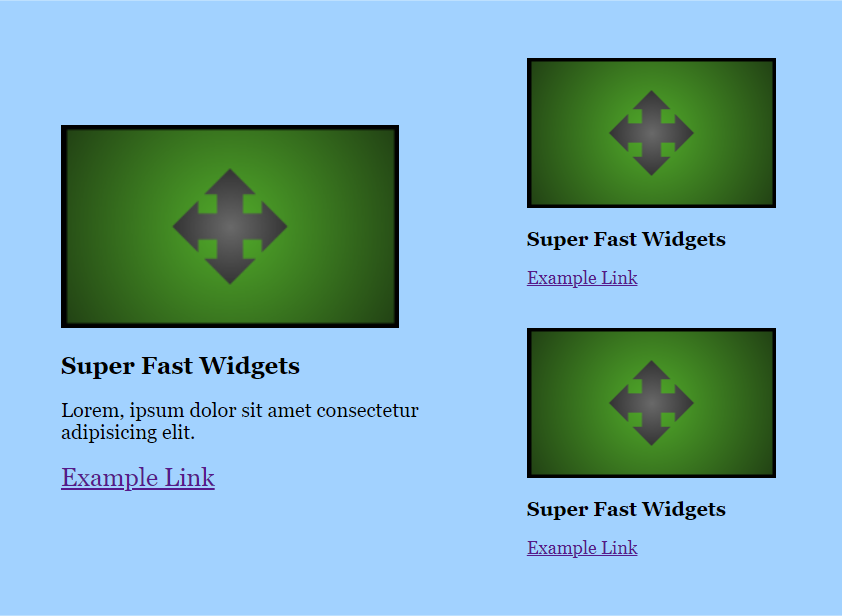 Super Fast Widgets
Lorem, ipsum dolor sit amet consectetur
adipisicing elit.
Example Link
Super Fast Widgets
Example Link
Super Fast Widgets
Example Link